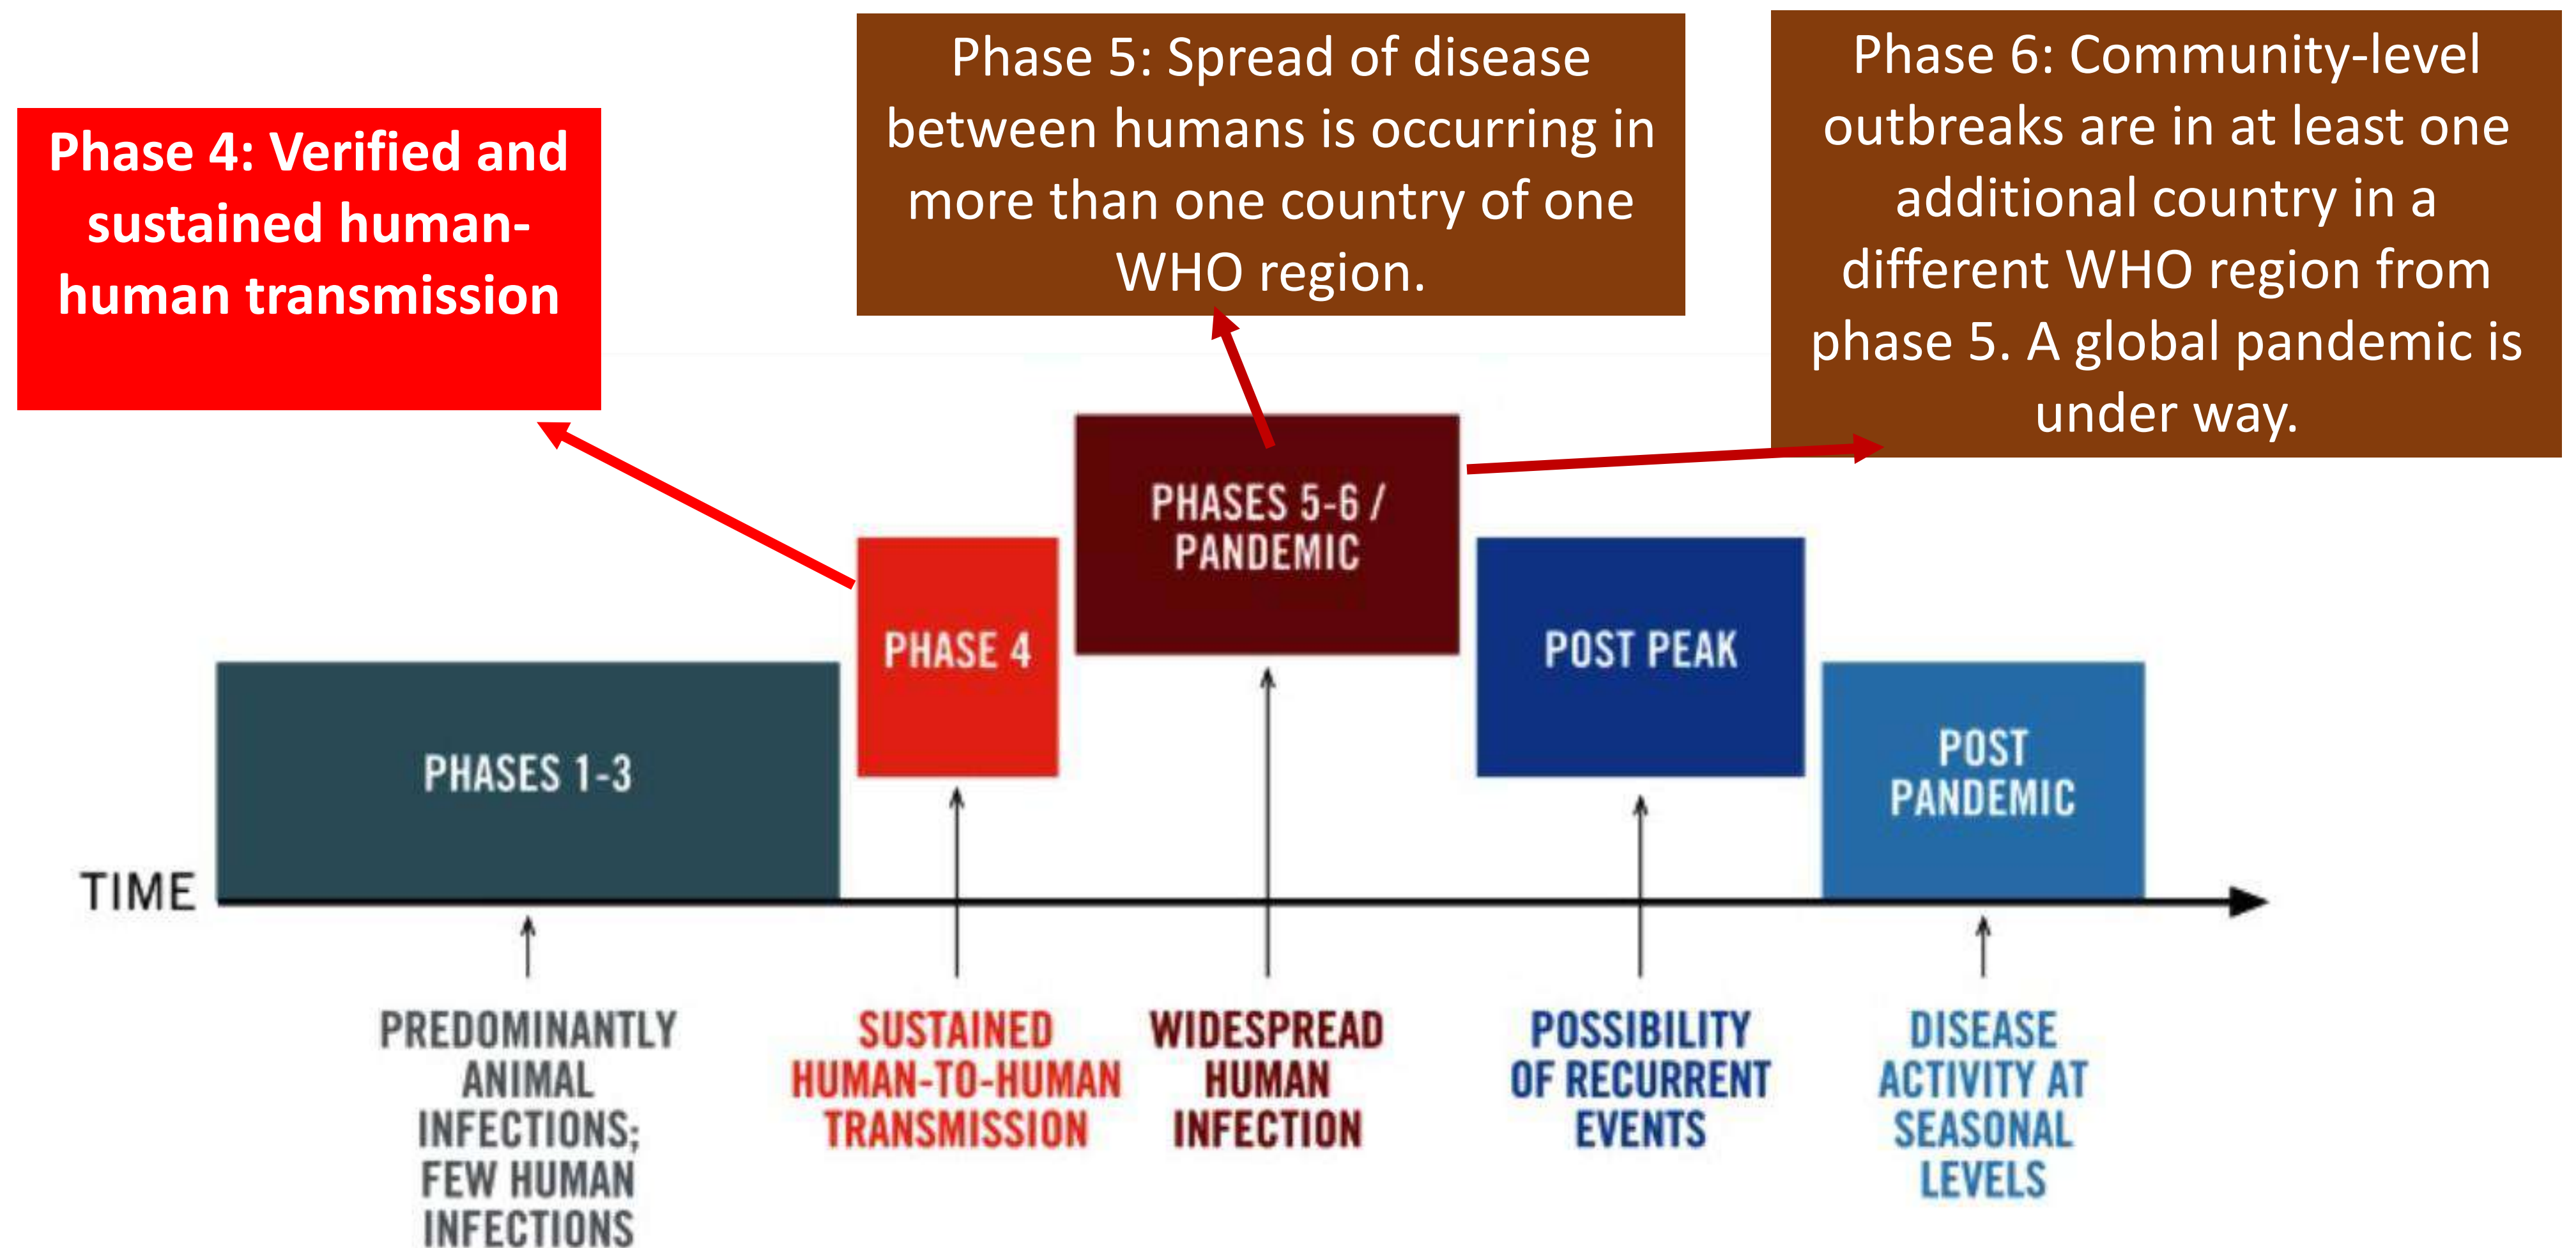 Phase 4: Verified and
sustained human-
human transmission
Phase 5: Spread of disease
between humans is occurring in
more than one country of one
WHO region.
Phase 6: Community-level
outbreaks are in at least one
additional country in a
different WHO region from
phase 5. A global pandemic is
under way.
PHASES 1-3
PHASE 4
PHASES 5-6 /
PANDEMIC
POST PEAK
POST
PANDEMIC
TIME
PREDOMINANTLY
ANIMAL
INFECTIONS;
FEW HUMAN
INFECTIONS
SUSTAINED
HUMAN-TO-HUMAN
TRANSMISSION
WIDESPREAD
HUMAN
INFECTION
POSSIBILITY
OF RECURRENT
EVENTS
DISEASE
ACTIVITY AT
SEASONAL
LEVELS